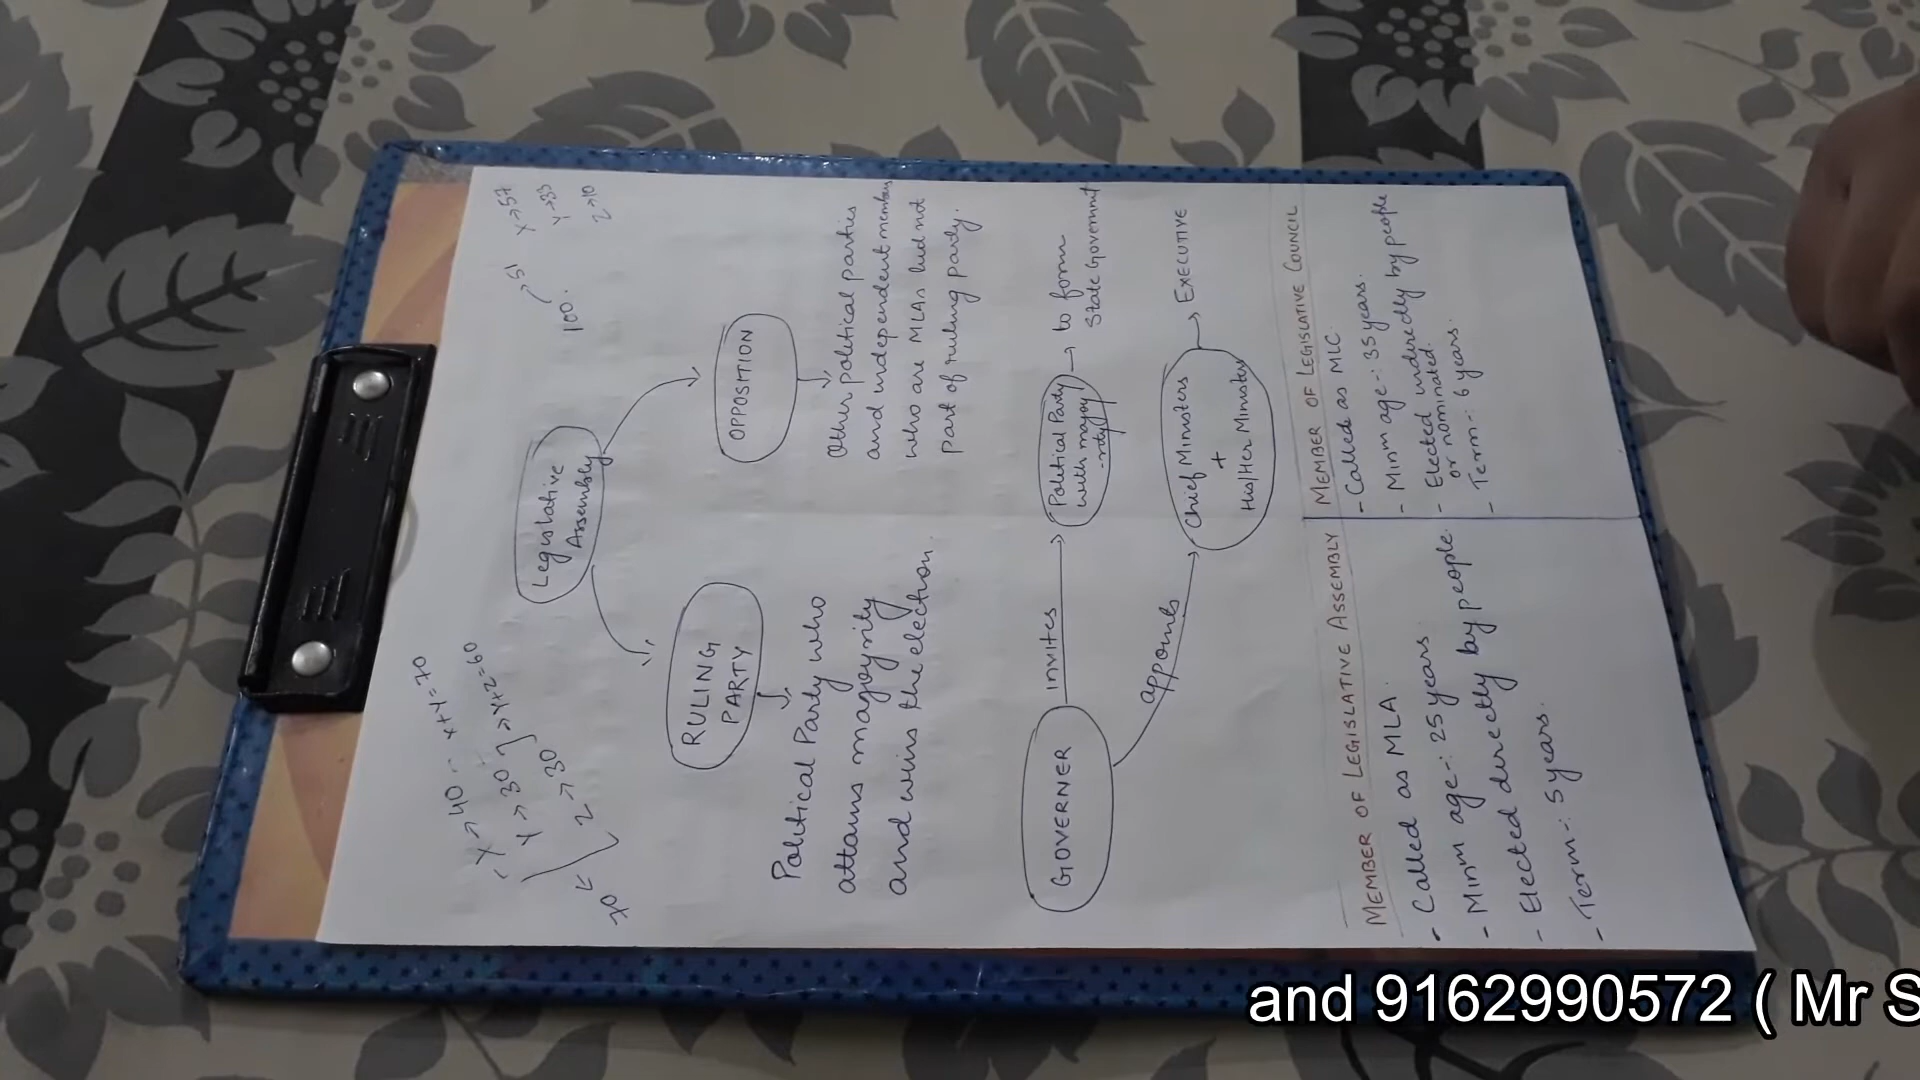 X→40 - X+Y=70
Y→30 } → Y+Z=60
Z→30
70
100 → 51
X→57
Y→33
Z→10
Legislative
Assembly
RULING
PARTY
Political Party who
attains magyority
and wins the election.
OPPOSITION
Other political parties
and independent members
who are MLAs but not
part of ruling party.
GOVERNER
invites
Political Party
with magyo
-rity
→ to form
State Government
appoints
Chief Ministers
+
His/Her Ministers
→ EXECUTIVE
MEMBER OF LEGISLATIVE ASSEMBLY
- Called as MLA.
- Minm age-: 25 years.
- Elected directly by people
- Term-: 5 years.
MEMBER OF LEGISLATIVE COUNCIL
- Called as MLC
- Minm age-: 35 years.
- Elected indirectly by people
or nominated.
- Term-: 6 years.
-
and 9162990572 ( Mr S